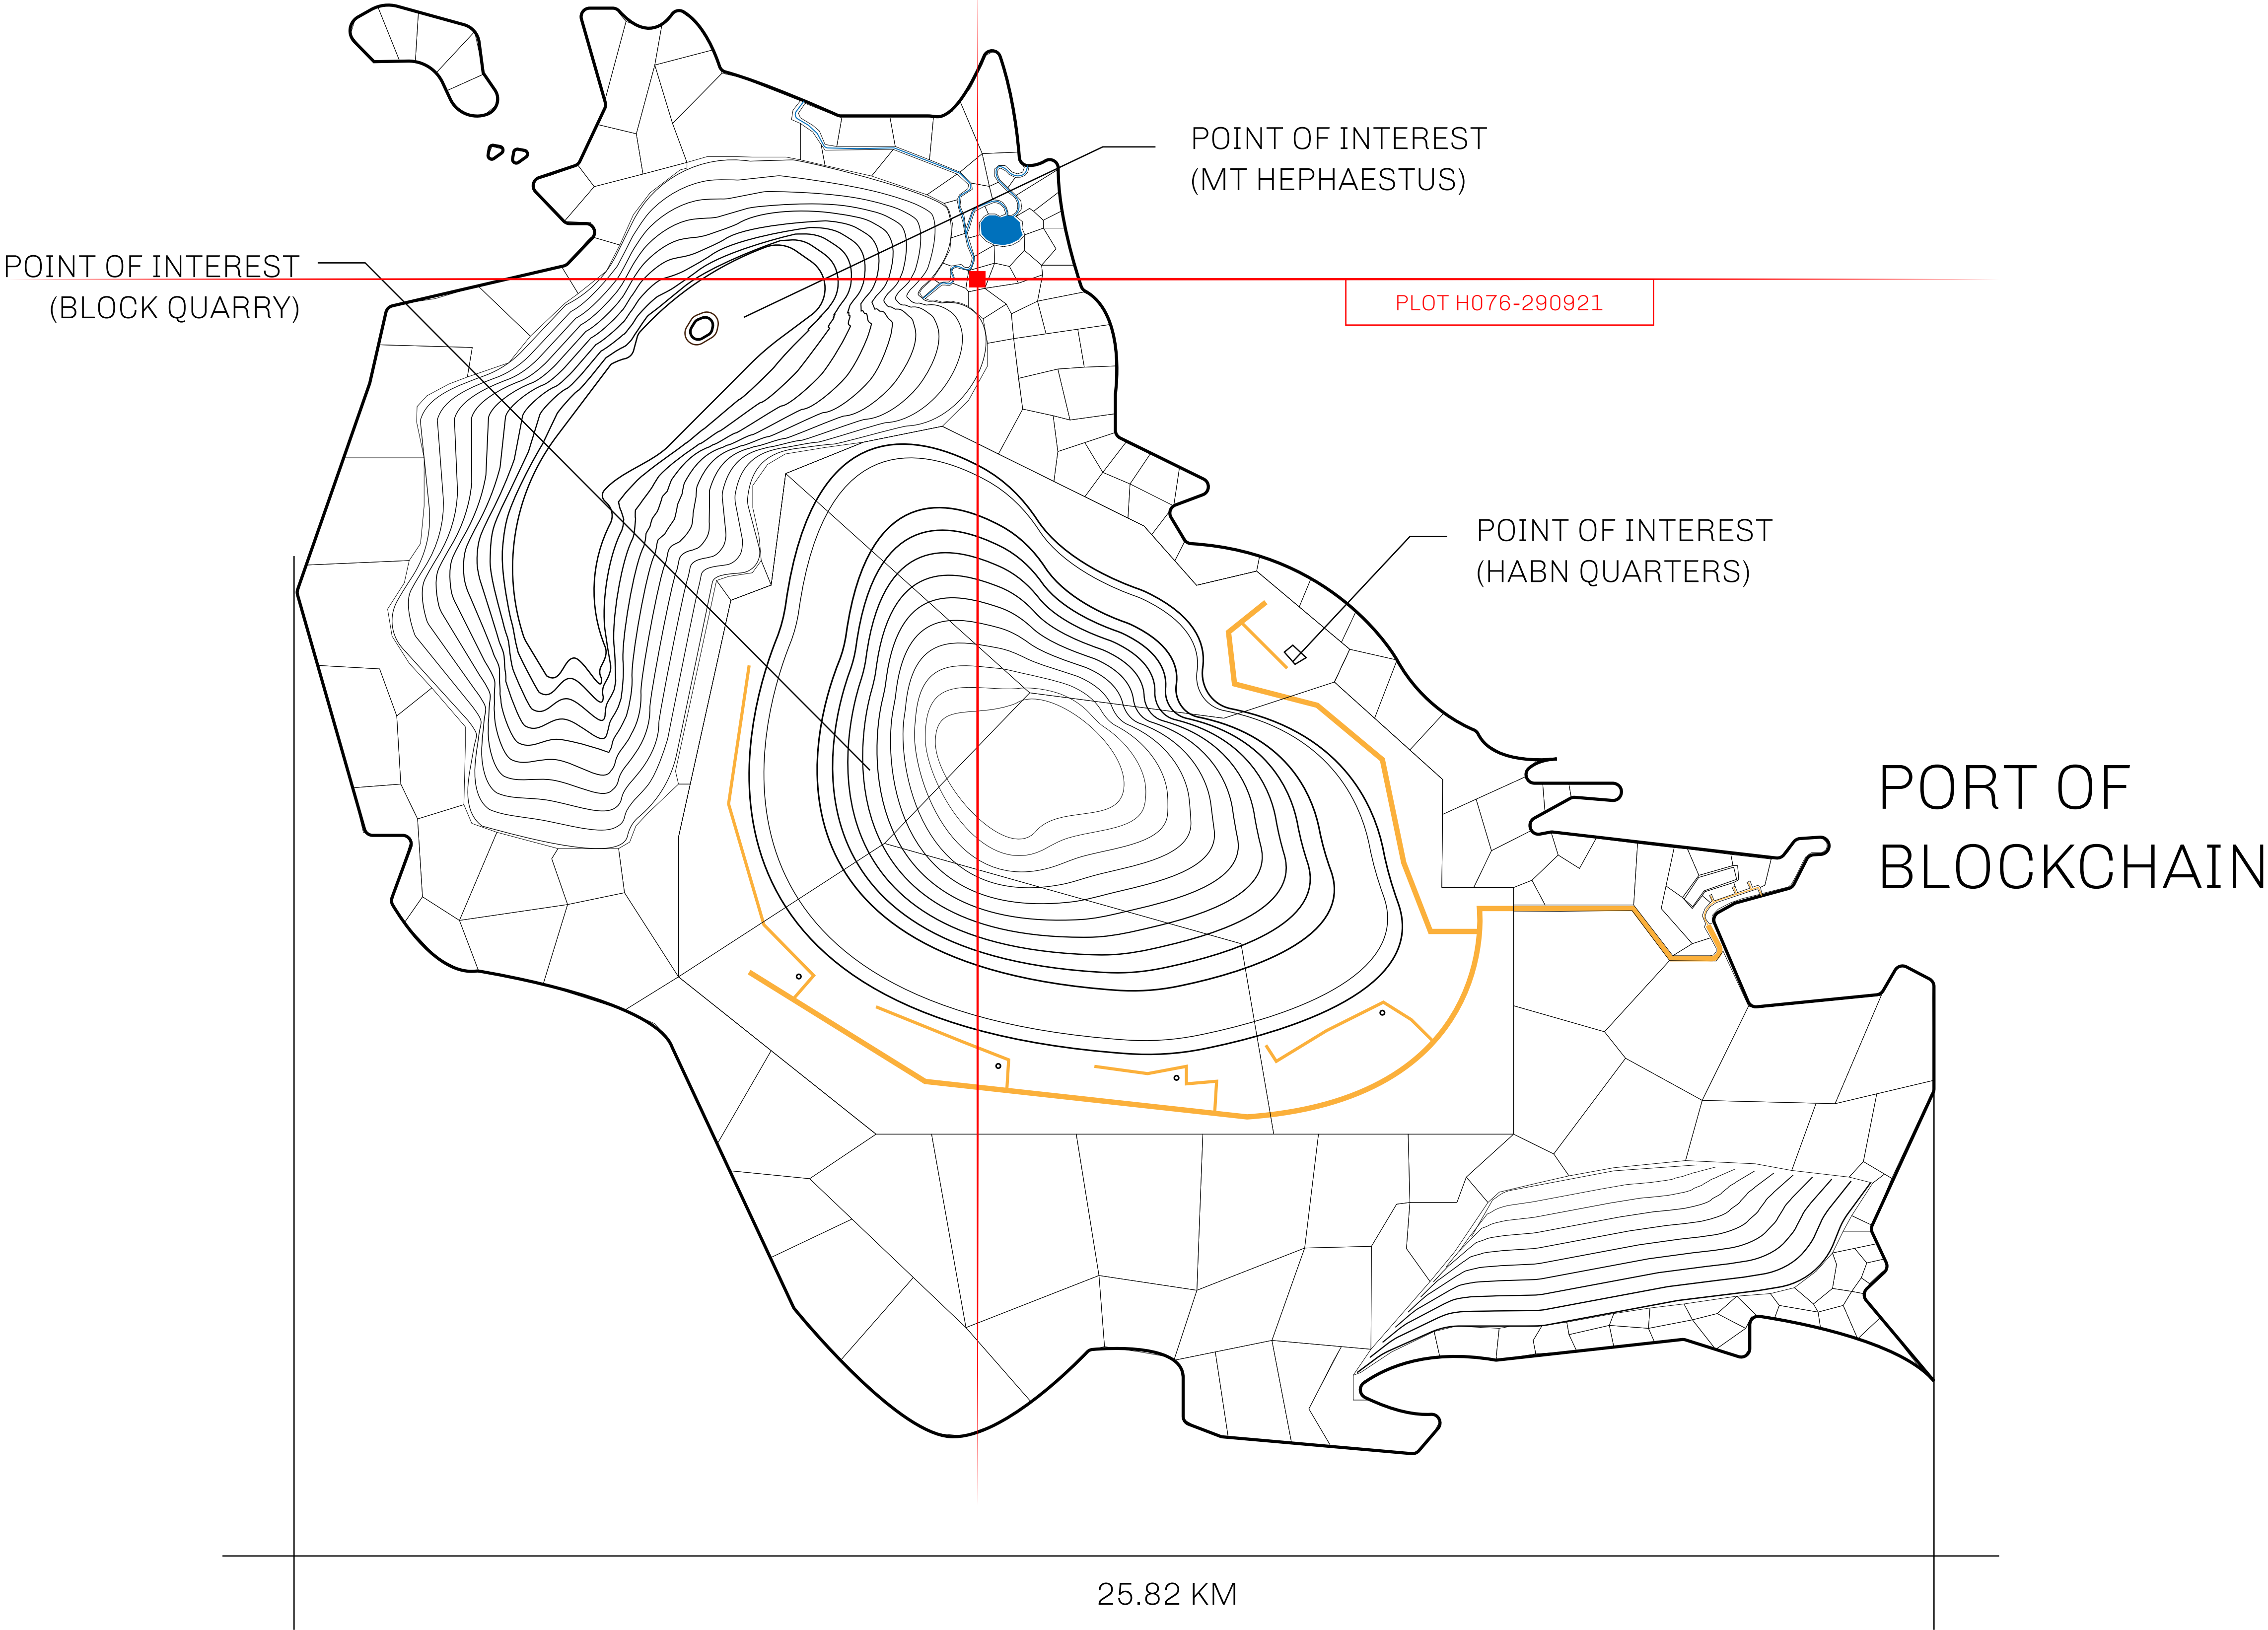 POINT OF INTEREST
(MT HEPHAESTUS)
POINT OF INTEREST
(BLOCK QUARRY)
PLOT H076-290921
POINT OF INTEREST
(HABN QUARTERS)
PORT OF
BLOCKCHAIN
25.82 KM